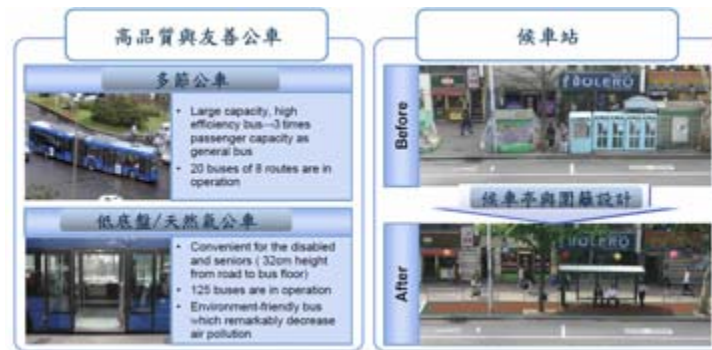 高品質與友善公車
多節公車
• Large capacity, high
efficiency bus→3 times
passenger capacity as
general bus
• 20 buses of 8 routes are in
operation
低底盤/天然氣公車
• Convenient for the disabled
and seniors ( 32cm height
from road to bus floor)
• 125 buses are in operation
• Environment-friendly bus
which remarkably decrease
air pollution
候車站
Before
BOLERO
候車亭與圍籬設計
After
BOLERO